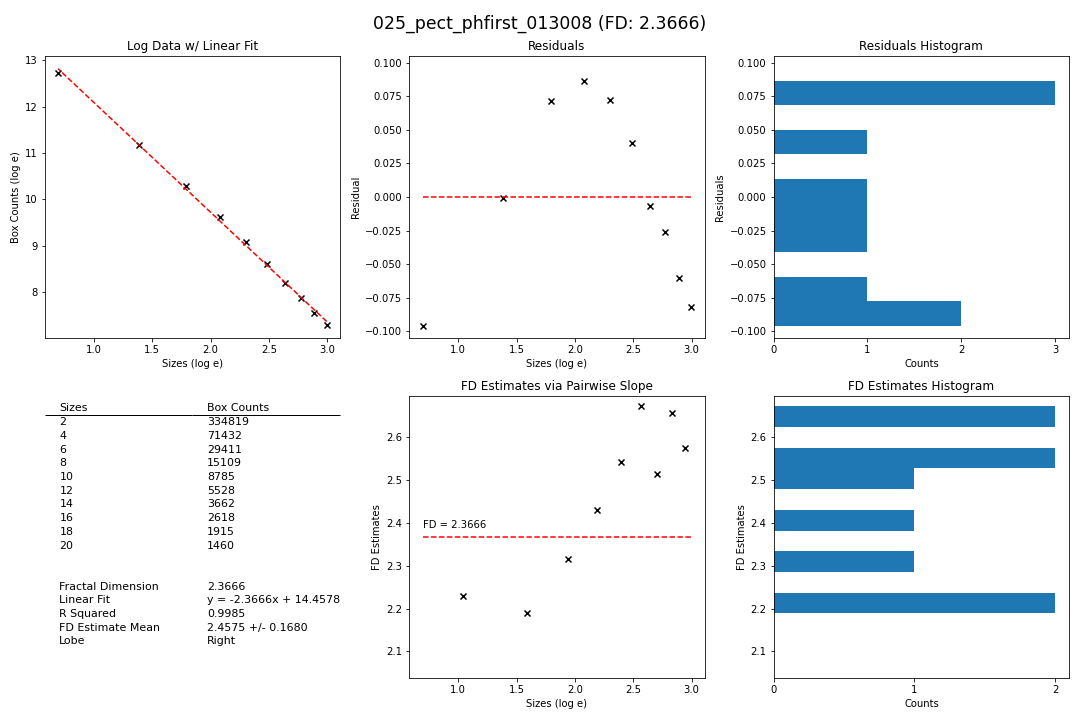 025_pect_phfirst_013008 (FD: 2.3666)
Log Data w/ Linear Fit
13
12
11
10
9
8
Box Counts (log e)
1.0 1.5 2.0 2.5 3.0
Sizes (log e)
Residuals
0.100
0.075
0.050
0.025
0.000
−0.025
−0.050
−0.075
−0.100
Residual
1.0 1.5 2.0 2.5 3.0
Sizes (log e)
Residuals Histogram
0.100
0.075
0.050
0.025
0.000
−0.025
−0.050
−0.075
−0.100
Residuals
0 1 2 3
Counts
Sizes Box Counts
2 334819
4 71432
6 29411
8 15109
10 8785
12 5528
14 3662
16 2618
18 1915
20 1460
Fractal Dimension 2.3666
Linear Fit y = -2.3666x + 14.4578
R Squared 0.9985
FD Estimate Mean 2.4575 +/- 0.1680
Lobe Right
FD Estimates via Pairwise Slope
2.6
2.5
2.4
2.3
2.2
2.1
FD Estimates
FD = 2.3666
1.0 1.5 2.0 2.5 3.0
Sizes (log e)
FD Estimates Histogram
2.6
2.5
2.4
2.3
2.2
2.1
FD Estimates
0 1 2
Counts